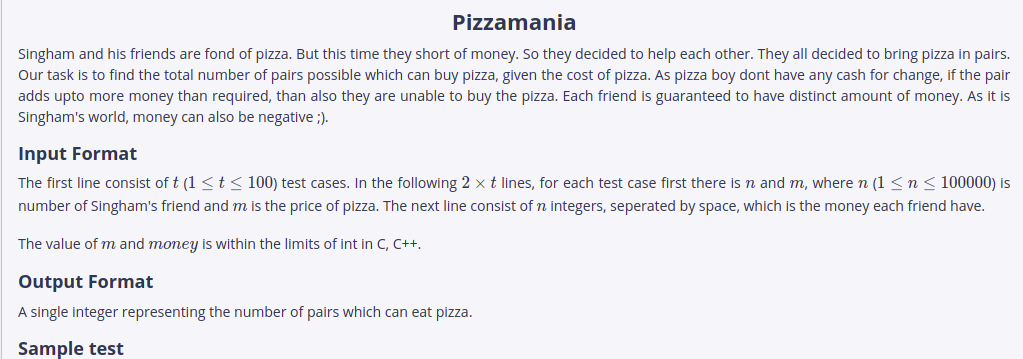 Pizzamania
Singham and his friends are fond of pizza. But this time they short of money. So they decided to help each other. They all decided to bring pizza in pairs.
Our task is to find the total number of pairs possible which can buy pizza, given the cost of pizza. As pizza boy dont have any cash for change, if the pair
adds upto more money than required, than also they are unable to buy the pizza. Each friend is guaranteed to have distinct amount of money. As it is
Singham's world, money can also be negative ;).
Input Format
The first line consist of t (1 ≤ t ≤ 100) test cases. In the following 2 × t lines, for each test case first there is n and m, where n (1 ≤ n ≤ 100000) is
number of Singham's friend and m is the price of pizza. The next line consist of n integers, seperated by space, which is the money each friend have.
The value of m and money is within the limits of int in C, C++.
Output Format
A single integer representing the number of pairs which can eat pizza.
Sample test